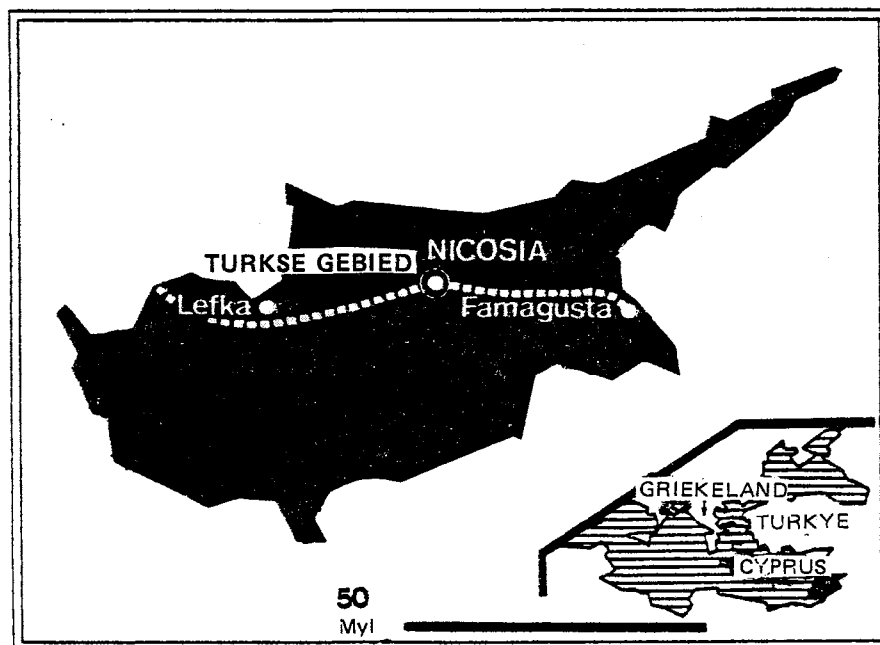 NICOSIA
TURKSE GEBIED
Lefka
Famagusta
GRIEKELAND
TURKYE
CYPRUS
50
Myl